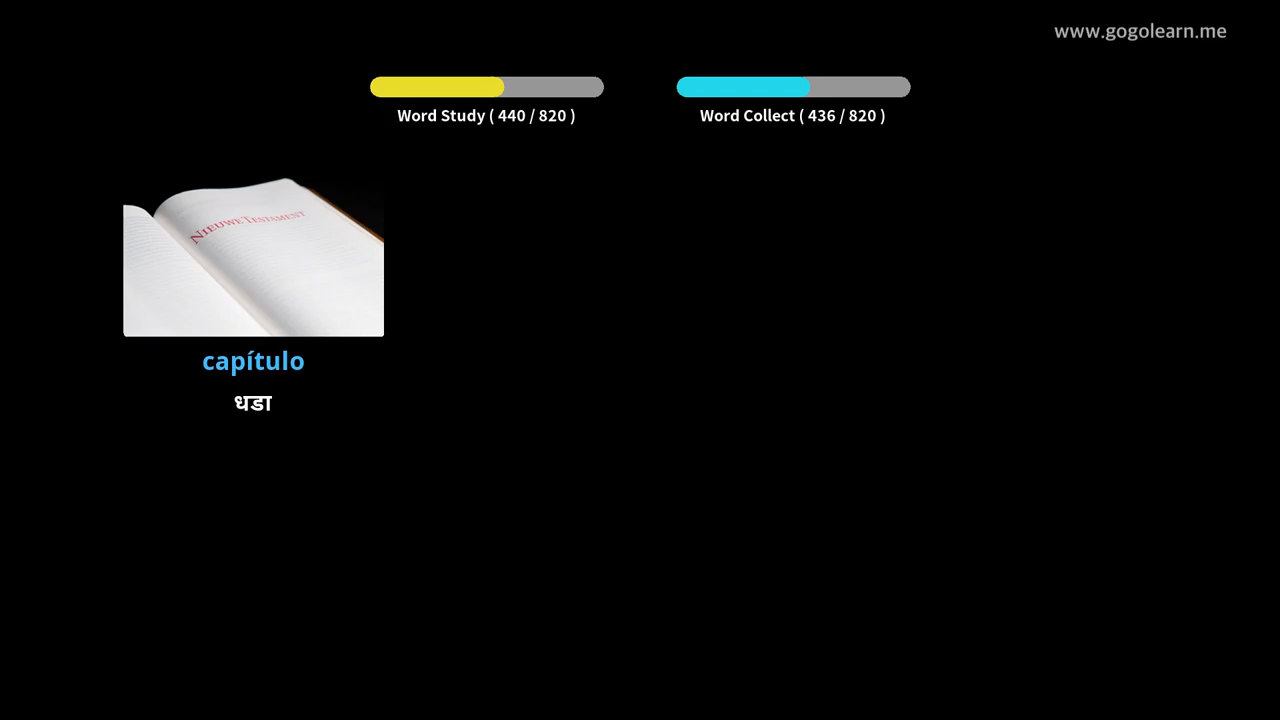 www.gogolearn.me
Word Study ( 440 / 820 )
Word Collect ( 436 / 820 )
NIEUWE TESTAMENT
capítulo
धडा